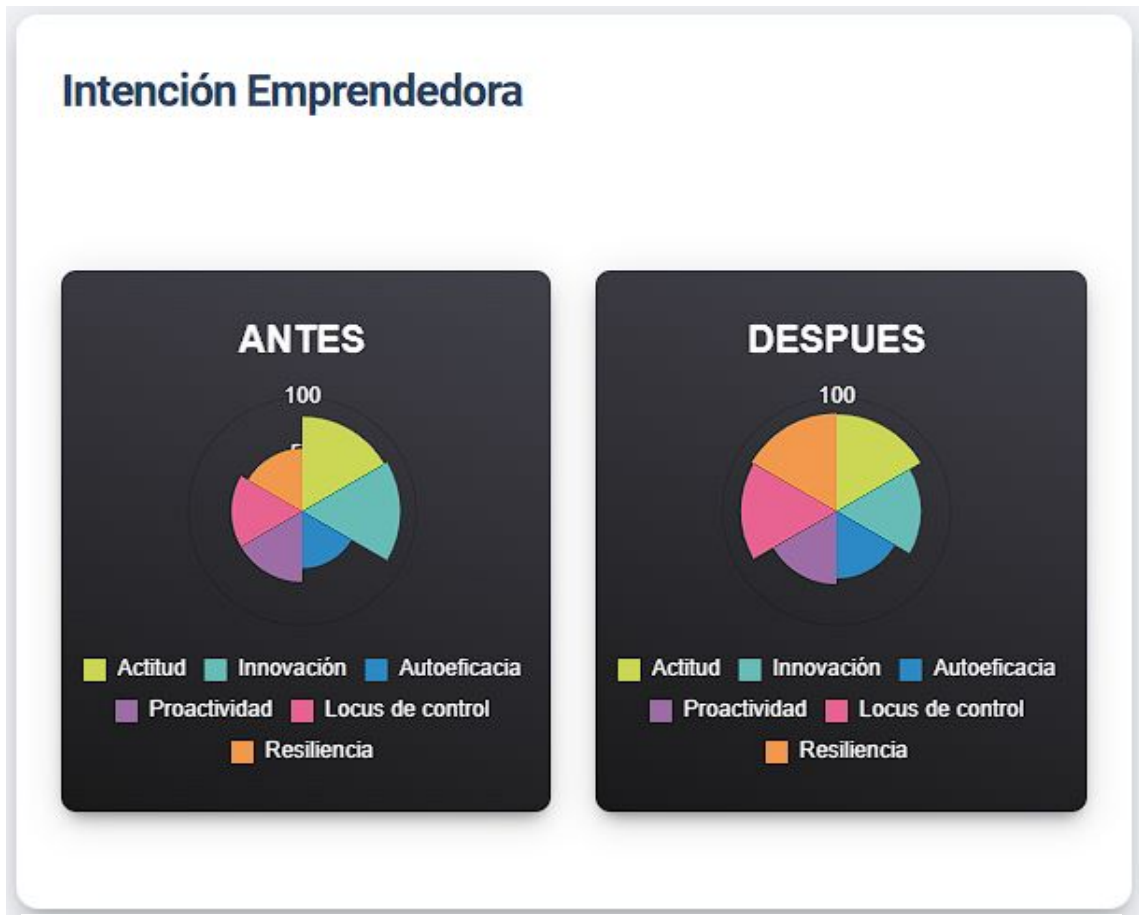 Intención Emprendedora
ANTES
100
Actitud Innovación Autoeficacia
Proactividad Locus de control
Resiliencia
DESPUES
100
Actitud Innovación Autoeficacia
Proactividad Locus de control
Resiliencia